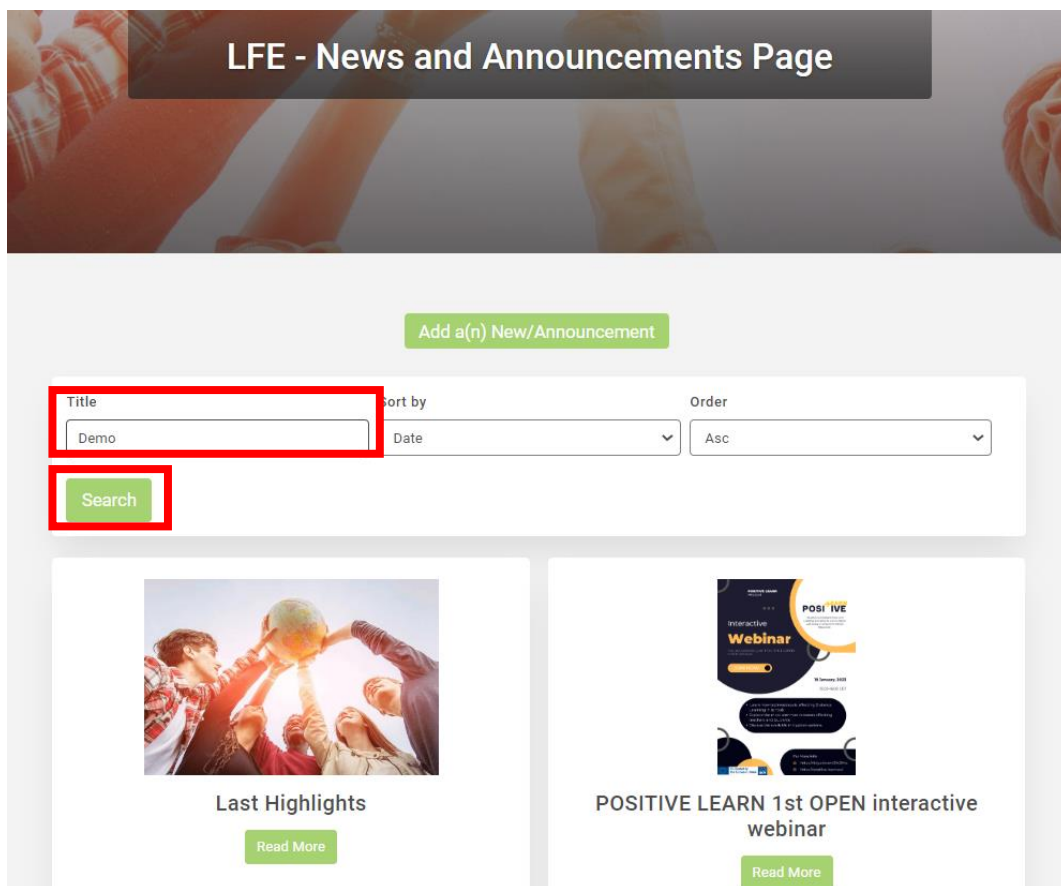 LFE - News and Announcements Page
Add a(n) New/Announcement
Title
Sort by
Order
Demo
Date
Asc
Search
POSITIVE
Interactive
Webinar
Last Highlights
Read More
POSITIVE LEARN 1st OPEN interactive
webinar
Read More